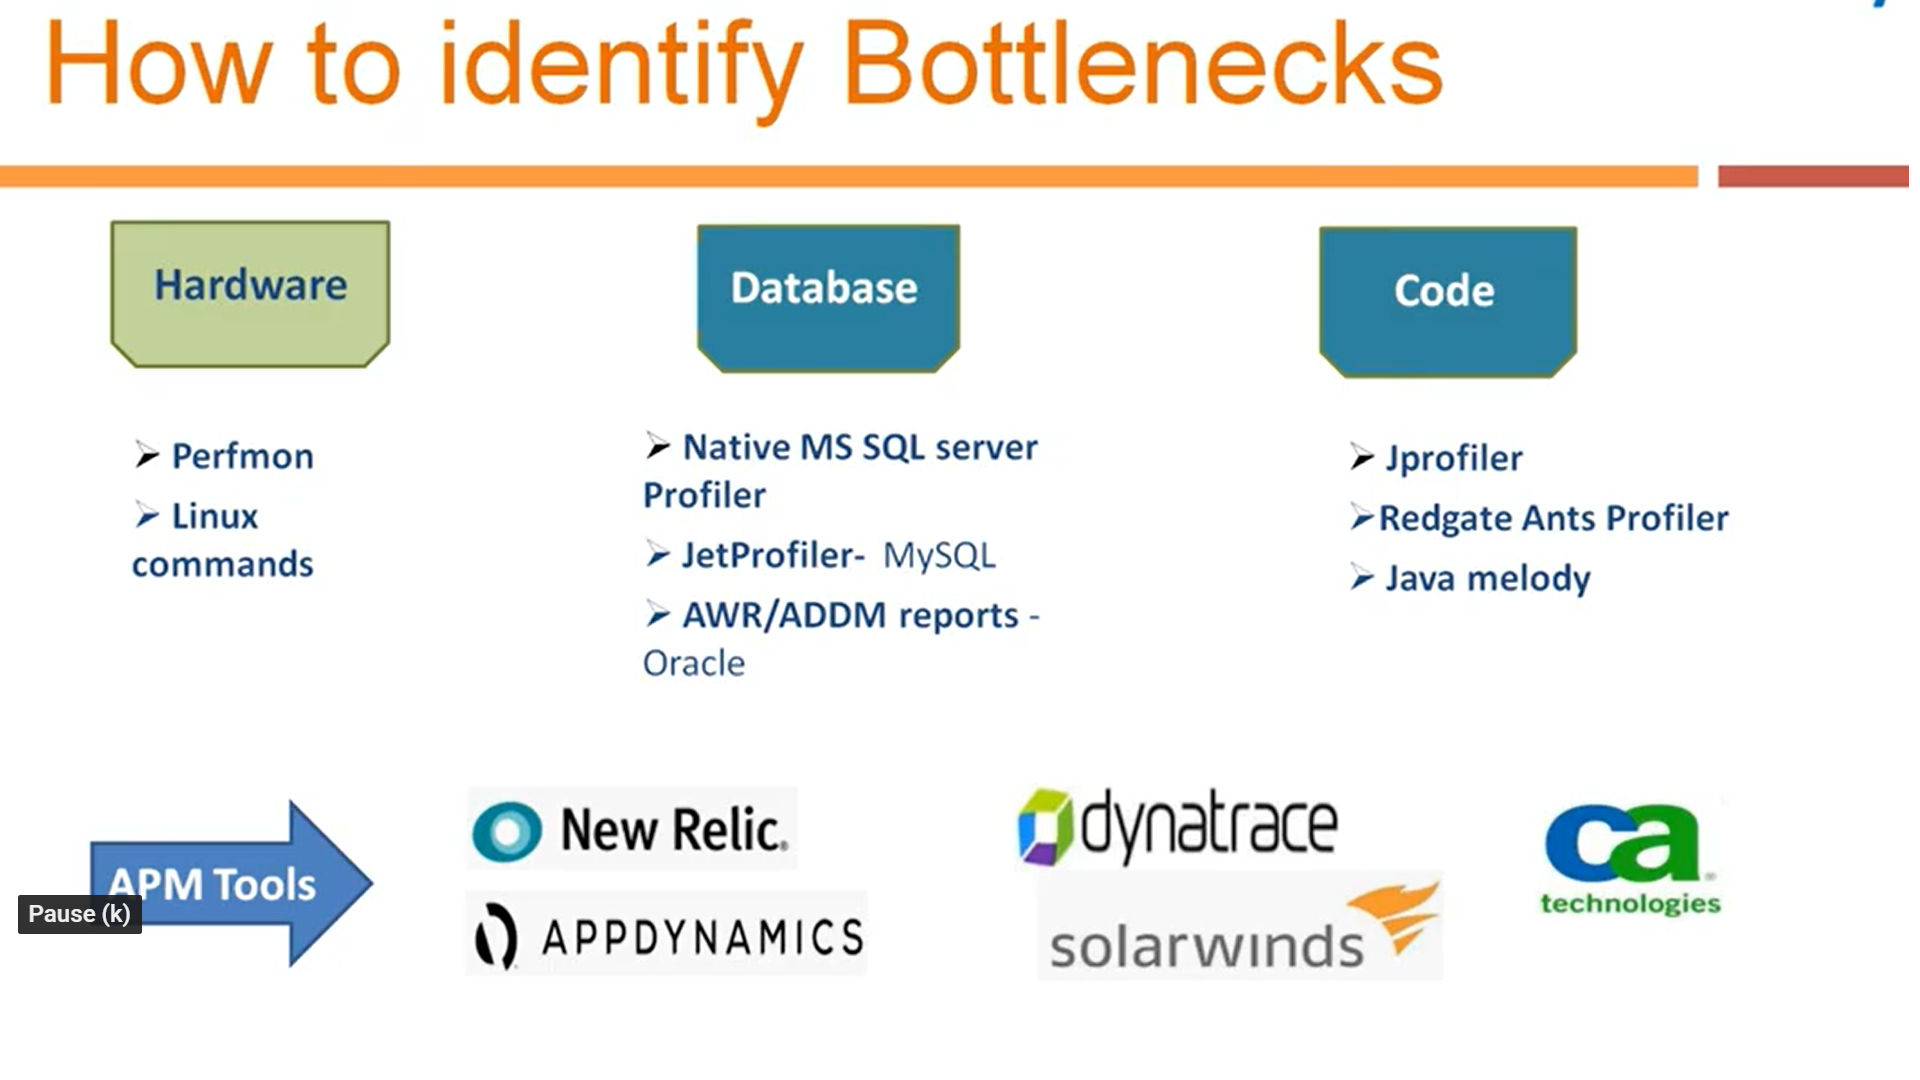 How to identify Bottlenecks
Hardware
Database
Code
➢ Perfmon
➢ Linux
commands
➢ Native MS SQL server
Profiler
➢ JetProfiler- MySQL
➢ AWR/ADDM reports -
Oracle
➢ Jprofiler
➢Redgate Ants Profiler
➢ Java melody
APM Tools
Pause (k)
New Relic.
APPDYNAMICS
dynatrace
solarwinds
ca
technologies